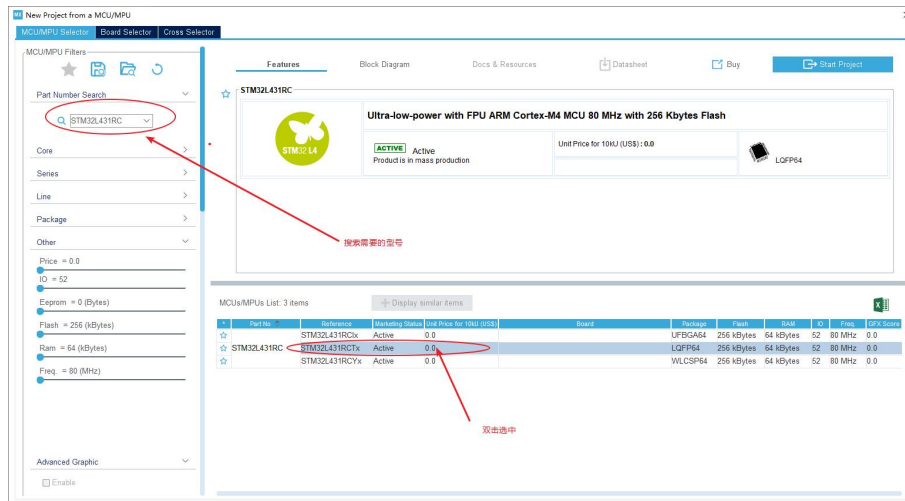 MX New Project from a MCU/MPU
MCU/MPU Selector Board Selector Cross Selector
MCU/MPU Filters
Part Number Search
STM32L431RC
Core
Series
Line
Package
Other
Price = 0.0
IO = 52
Eeprom = 0 (Bytes)
Flash = 256 (kBytes)
Ram = 64 (kBytes)
Freq. = 80 (MHz)
Advanced Graphic
Enable
Features Block Diagram Docs & Resources Datasheet Buy Start Project
STM32L431RC
STM32 L4
Ultra-low-power with FPU ARM Cortex-M4 MCU 80 MHz with 256 Kbytes Flash
ACTIVE Active
Product is in mass production
Unit Price for 10kU (US$) : 0.0
LQFP64
搜索需要的型号
MCUs/MPUs List: 3 items
Display similar items
* Part No Reference Marketing Status Unit Price for 10kU (US$) Board Package Flash RAM IO Freq. GFX Score
STM32L431RCIx Active 0.0 UFBGA64 256 kBytes 64 kBytes 52 80 MHz 0.0
STM32L431RC STM32L431RCTx Active 0.0 LQFP64 256 kBytes 64 kBytes 52 80 MHz 0.0
STM32L431RCYx Active 0.0 WLCSP64 256 kBytes 64 kBytes 52 80 MHz 0.0
双击选中